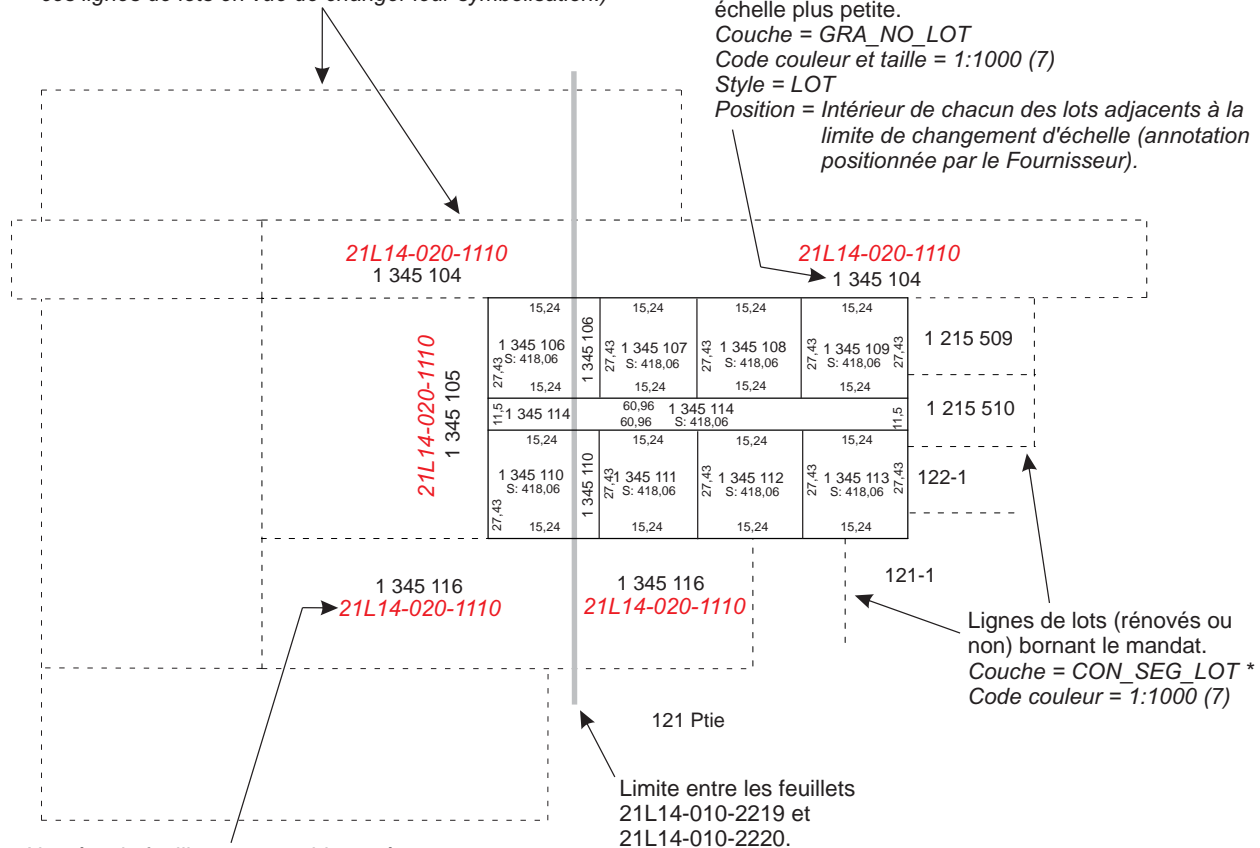 échelle plus petite.
Couche = GRA_NO_LOT
Code couleur et taille = 1:1000 (7)
Style = LOT
Position = Intérieur de chacun des lots adjacents à la
limite de changement d'échelle (annotation
positionnée par le Fournisseur).
21L14-020-1110
1 345 104
21L14-020-1110
1 345 104
21L14-020-1110
1 345 105
15,24
15,24
15,24
15,24
1 345 106
S: 418,06
27,43
15,24
1 345 106
27,43
1 345 107
S: 418,06
15,24
27,43
1 345 108
S: 418,06
15,24
27,43
1 345 109
S: 418,06
27,43
15,24
1 215 509
11,5
1 345 114
60,96
1 345 114
60,96
S: 418,06
11,5
1 215 510
15,24
15,24
15,24
15,24
1 345 110
S: 418,06
27,43
15,24
1 345 110
27,43
1 345 111
S: 418,06
15,24
27,43
1 345 112
S: 418,06
15,24
27,43
1 345 113
S: 418,06
27,43
15,24
122-1
1 345 116
21L14-020-1110
1 345 116
21L14-020-1110
121-1
Lignes de lots (rénovés ou
non) bornant le mandat.
Couche = CON_SEG_LOT *
Code couleur = 1:1000 (7)
121 Ptie
Limite entre les feuillets
21L14-010-2219 et
21L14-010-2220.